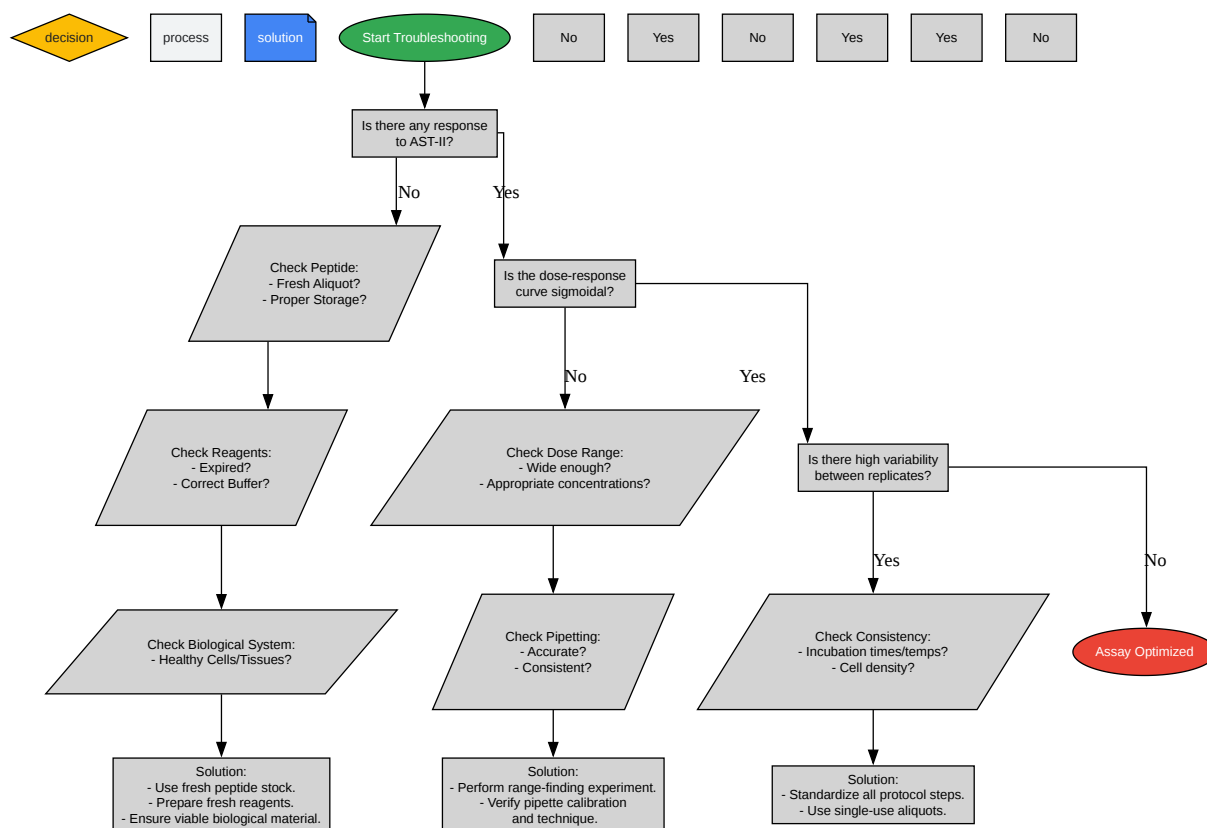 decision
process
solution
Start Troubleshooting
No
Yes
No
Yes
Yes
No
Is there any response
to AST-II?
No
Yes
Check Peptide:
- Fresh Aliquot?
- Proper Storage?
Is the dose-response
curve sigmoidal?
No
Yes
Check Reagents:
- Expired?
- Correct Buffer?
Check Dose Range:
- Wide enough?
- Appropriate concentrations?
Is there high variability
between replicates?
Yes
No
Check Biological System:
- Healthy Cells/Tissues?
Check Pipetting:
- Accurate?
- Consistent?
Check Consistency:
- Incubation times/temps?
- Cell density?
Assay Optimized
Solution:
- Use fresh peptide stock.
- Prepare fresh reagents.
- Ensure viable biological material.
Solution:
- Perform range-finding experiment.
- Verify pipette calibration
and technique.
Solution:
- Standardize all protocol steps.
- Use single-use aliquots.